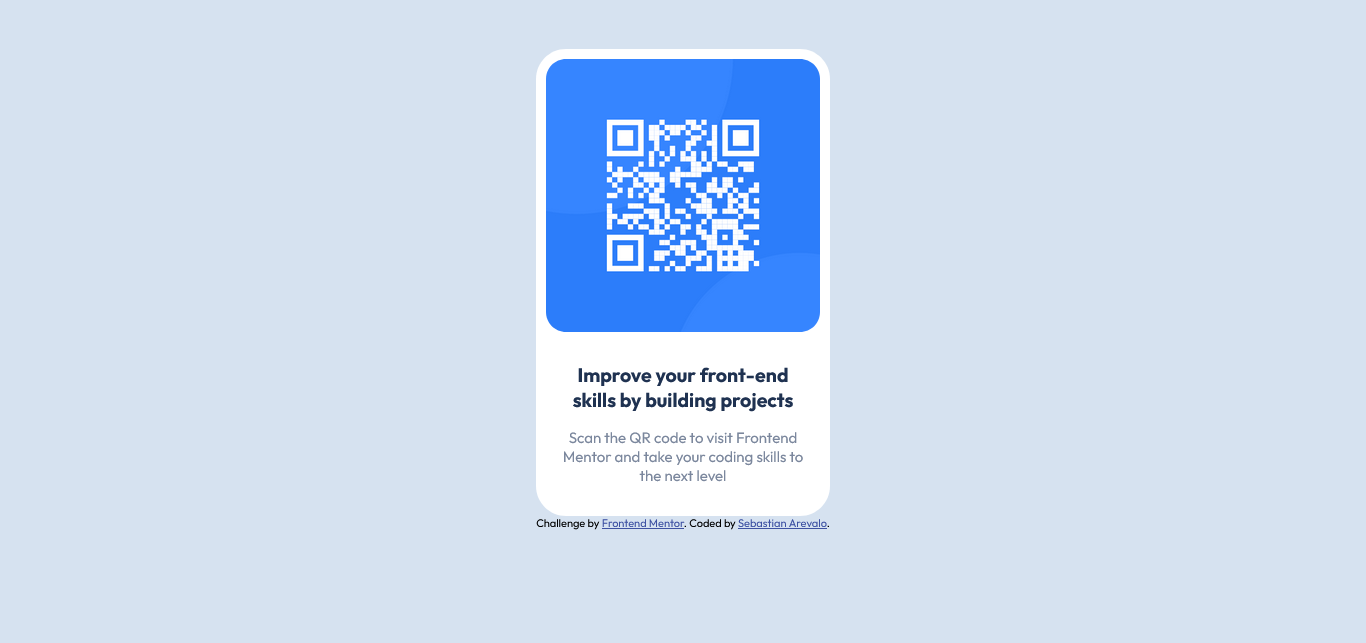 Improve your front-end
skills by building projects
Scan the QR code to visit Frontend
Mentor and take your coding skills to
the next level
Challenge by Frontend Mentor. Coded by Sebastian Arevalo.